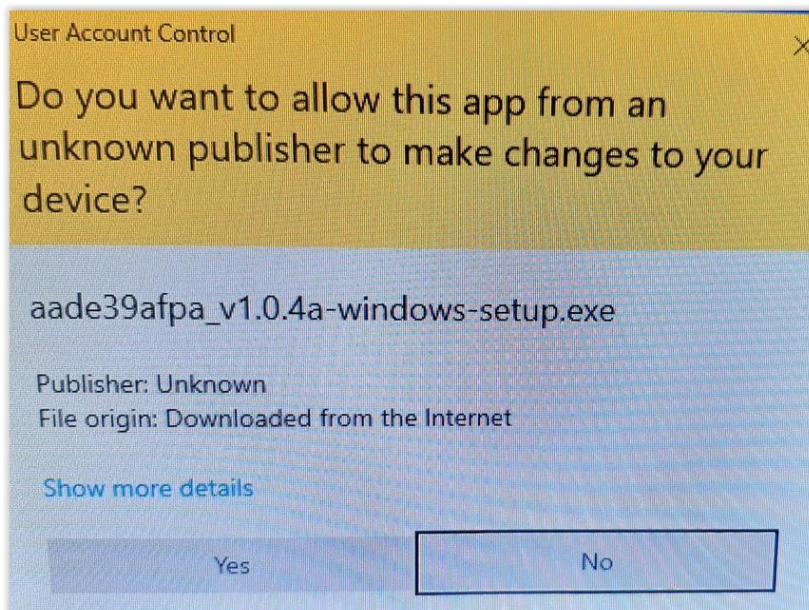 User Account Control
Do you want to allow this app from an
unknown publisher to make changes to your
device?
aade39afpa_v1.0.4a-windows-setup.exe
Publisher: Unknown
File origin: Downloaded from the Internet
Show more details
Yes
No